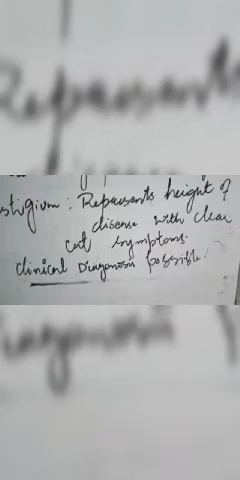 stigium: Represents height of
disease with clear
cut symptoms.
clinical Diagnosis possible.